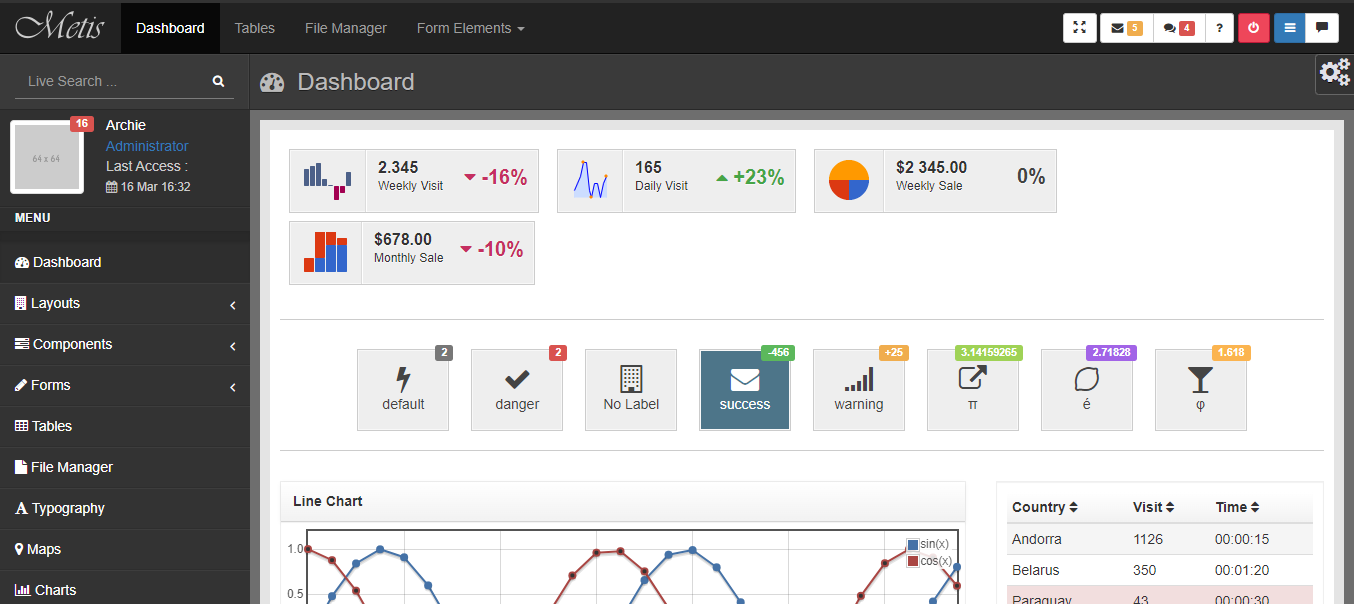 Metis
Dashboard Tables File Manager Form Elements
5 4 ?
Live Search ...
Dashboard
64 x 64
16
Archie
Administrator
Last Access :
16 Mar 16:32
MENU
Dashboard
Layouts
Components
Forms
Tables
File Manager
Typography
Maps
Charts
2.345
Weekly Visit
-16%
165
Daily Visit
+23%
$2 345.00
Weekly Sale
0%
$678.00
Monthly Sale
-10%
2
default
2
danger
No Label
-456
success
+25
warning
3.14159265
π
2.71828
é
1.618
φ
Line Chart
1.0
0.5
sin(x)
cos(x)
Country Visit Time
Andorra 1126 00:00:15
Belarus 350 00:01:20
Paraguay 43 00:00:30